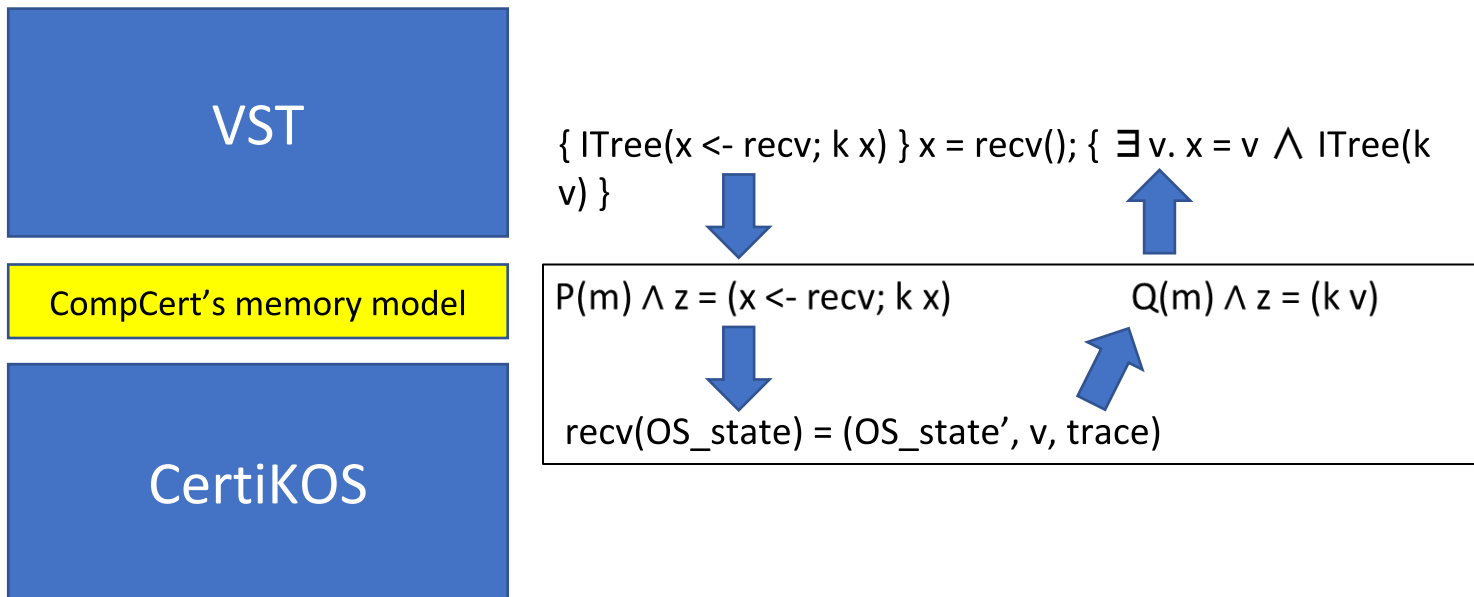 VST
{ ITree(x <- recv; k x) } x = recv(); { ∃ v. x = v ∧ ITree(k
v) }
CompCert's memory model
P(m) ∧ z = (x <- recv; k x)
Q(m) ∧ z = (k v)
CertiKOS
recv(OS_state) = (OS_state’, v, trace)